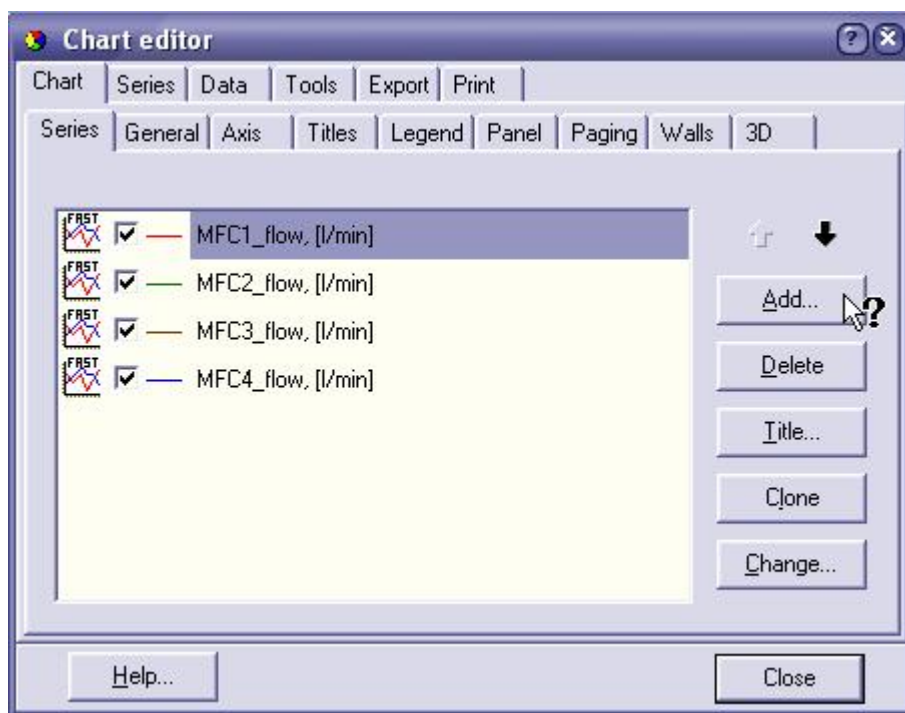 Chart editor
Chart Series Data Tools Export Print
Series General Axis Titles Legend Panel Paging Walls 3D
FAST MFC1_flow, [l/min]
FAST MFC2_flow, [l/min]
FAST MFC3_flow, [l/min]
FAST MFC4_flow, [l/min]
Add...
Delete
Title...
Clone
Change...
Help... Close